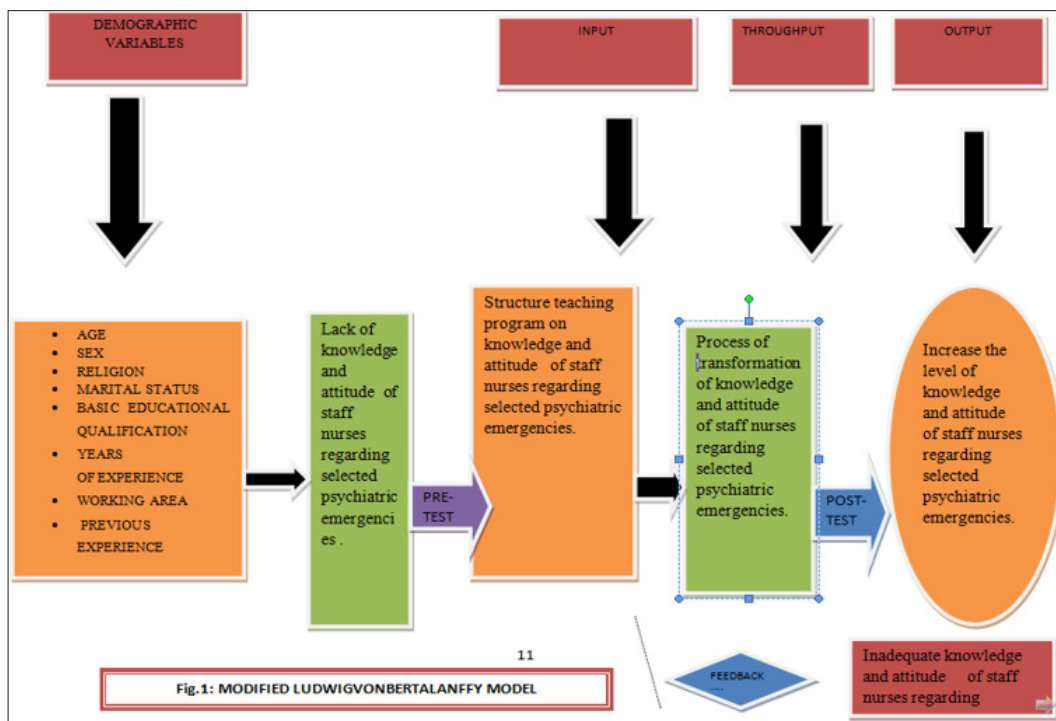 DEMOGRAPHIC
VARIABLES
INPUT
THROUGHPUT
OUTPUT
• AGE
• SEX
• RELIGION
• MARITAL STATUS
• BASIC EDUCATIONAL
QUALIFICATION
• YEARS
OF EXPERIENCE
• WORKING AREA
• PREVIOUS
EXPERIENCE
Lack of
knowledge
and
attitude of
staff
nurses
regarding
selected
psychiatric
emergenci
es .
PRE-
TEST
Structure teaching
program on
knowledge and
attitude of staff
nurses regarding
selected psychiatric
emergencies.
Process of
transformation
of knowledge
and attitude
of staff nurses
regarding
selected
psychiatric
emergencies.
POST-
TEST
Increase the
level of
knowledge
and attitude
of staff nurses
regarding
selected
psychiatric
emergencies.
11
Fig.1: MODIFIED LUDWIGVONBERTALANFFY MODEL
FEEDBACK
....
Inadequate knowledge
and attitude of staff
nurses regarding